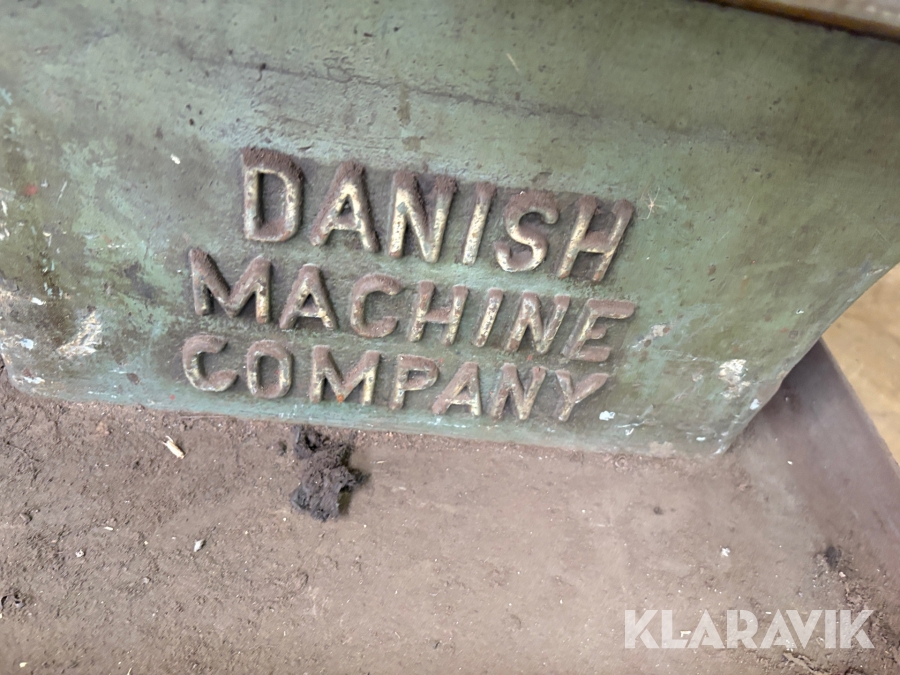 DANISH
MACHINE
COMPANY
KLARAVIK